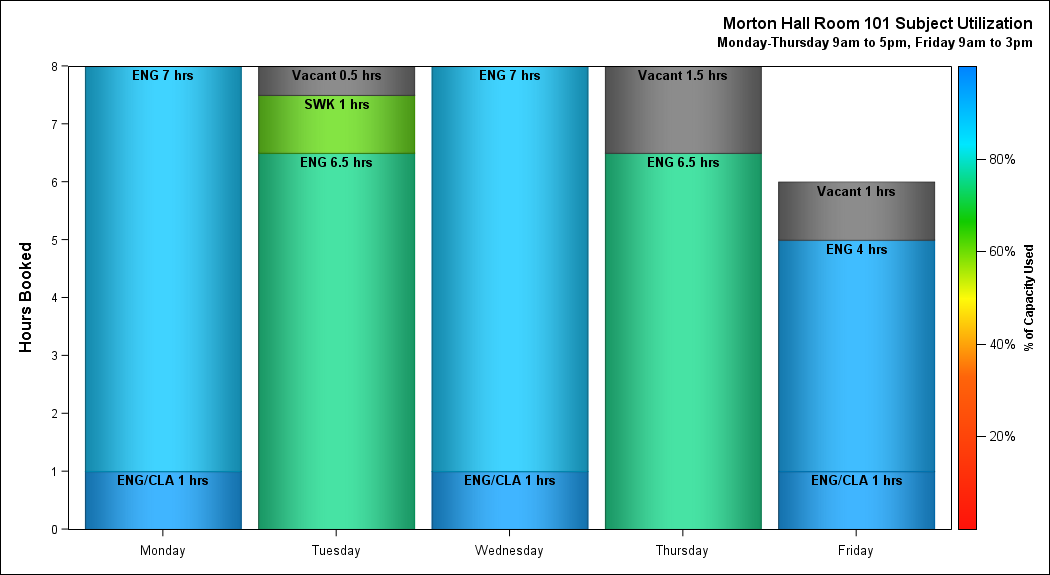 Morton Hall Room 101 Subject Utilization
Monday-Thursday 9am to 5pm, Friday 9am to 3pm
Hours Booked
8
7
6
5
4
3
2
1
0
ENG 7 hrs
ENG/CLA 1 hrs
Vacant 0.5 hrs
SWK 1 hrs
ENG 6.5 hrs
ENG 7 hrs
ENG/CLA 1 hrs
Vacant 1.5 hrs
ENG 6.5 hrs
Vacant 1 hrs
ENG 4 hrs
ENG/CLA 1 hrs
Monday
Tuesday
Wednesday
Thursday
Friday
80%
60%
40%
20%
% of Capacity Used